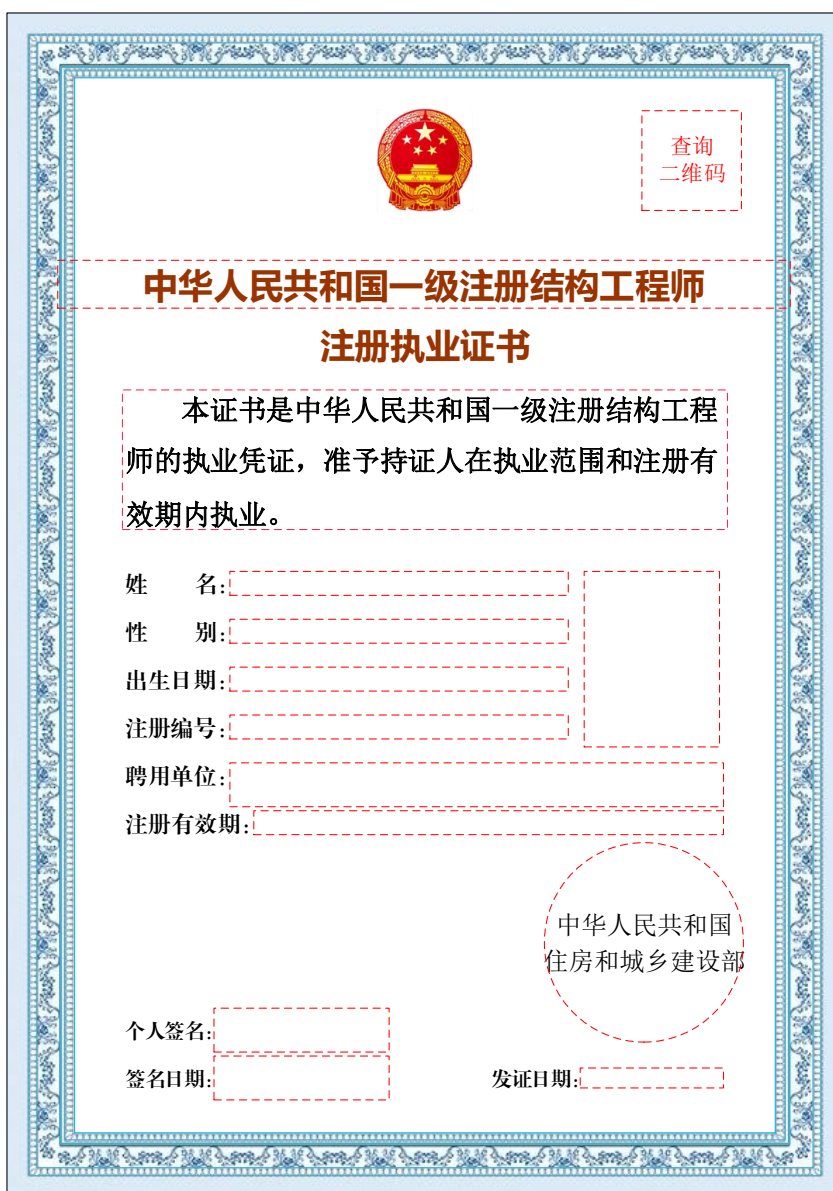 查询
二维码
中华人民共和国一级注册结构工程师
注册执业证书
本证书是中华人民共和国一级注册结构工程
师的执业凭证，准予持证人在执业范围和注册有
效期内执业。
姓　　名:
性　　别:
出生日期:
注册编号:
聘用单位:
注册有效期:
中华人民共和国
住房和城乡建设部
个人签名:
签名日期:
发证日期: